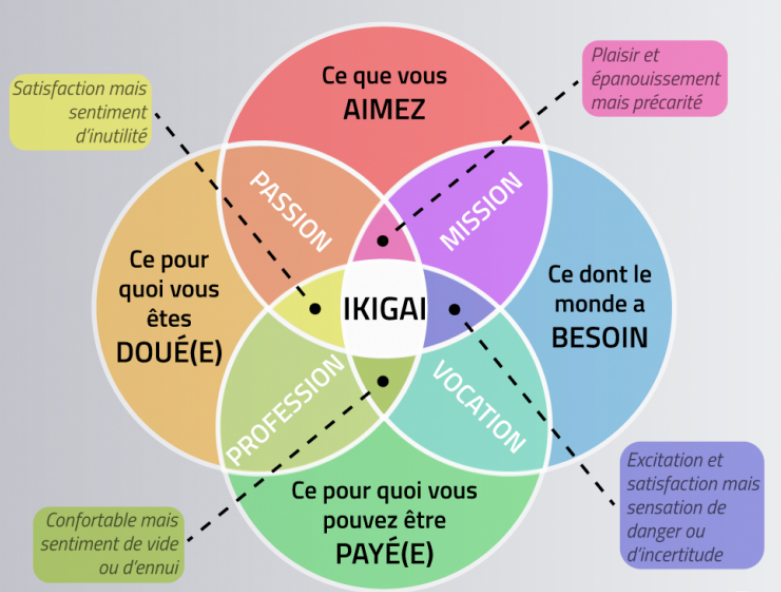 Ce que vous
AIMEZ
Plaisir et
épanouissement
mais précarité
Satisfaction mais
sentiment
d'inutilité
PASSION
MISSION
Ce pour
quoi vous
êtes
DOUÉ(E)
IKIGAI
Ce dont le
monde a
BESOIN
PROFESSION
VOCATION
Ce pour quoi vous
pouvez être
PAYÉ(E)
Confortable mais
sentiment de vide
ou d'ennui
Excitation et
satisfaction mais
sensation de
danger ou
d'incertitude